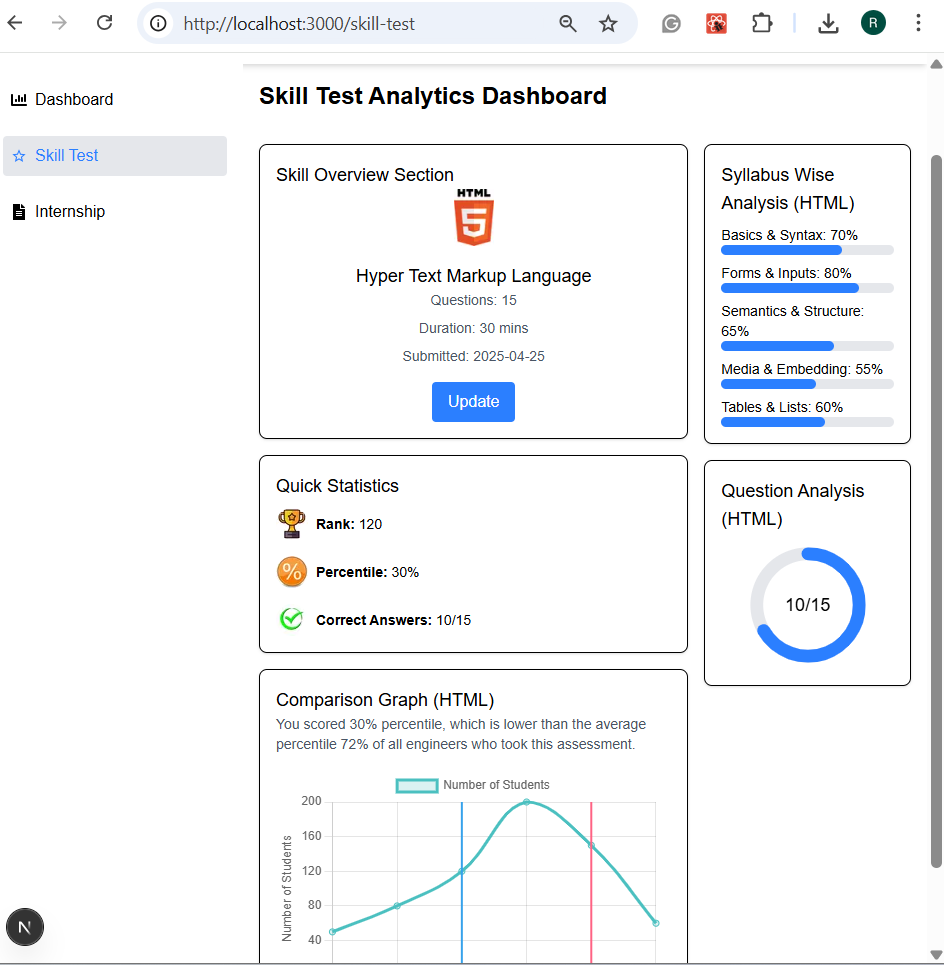 http://localhost:3000/skill-test
R
Dashboard
Skill Test
Internship
Skill Test Analytics Dashboard
Skill Overview Section
HTML
5
Hyper Text Markup Language
Questions: 15
Duration: 30 mins
Submitted: 2025-04-25
Update
Syllabus Wise
Analysis (HTML)
Basics & Syntax: 70%
Forms & Inputs: 80%
Semantics & Structure:
65%
Media & Embedding: 55%
Tables & Lists: 60%
Quick Statistics
Rank: 120
%
Percentile: 30%
Correct Answers: 10/15
Question Analysis
(HTML)
10/15
Comparison Graph (HTML)
You scored 30% percentile, which is lower than the average
percentile 72% of all engineers who took this assessment.
Number of Students
200
160
120
80
40
Number of Students
N